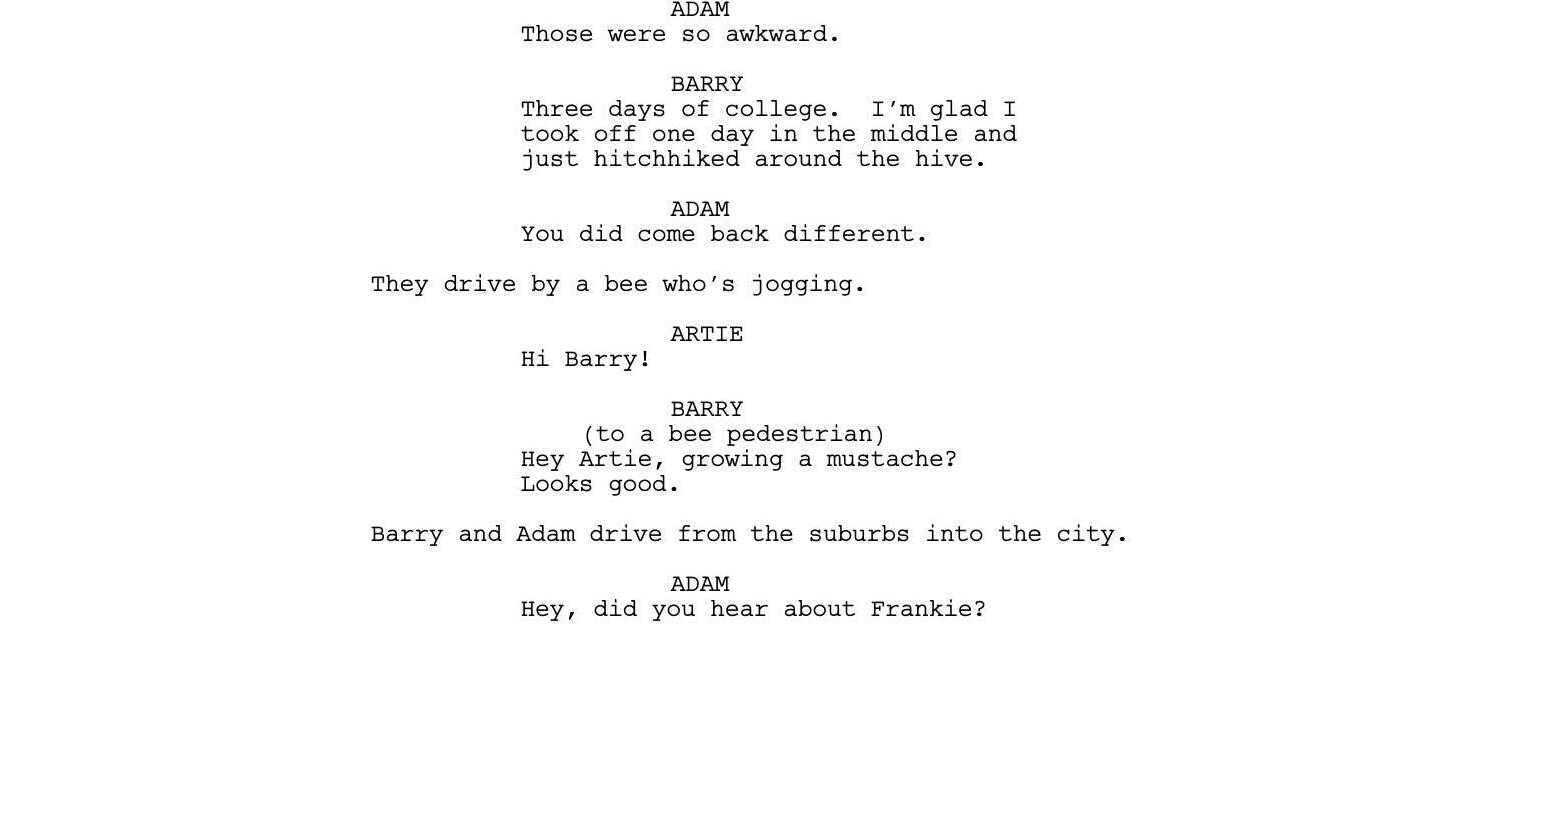 ADAM
Those were so awkward.
BARRY
Three days of college.  I'm glad I
took off one day in the middle and
just hitchhiked around the hive.
ADAM
You did come back different.
They drive by a bee who's jogging.
ARTIE
Hi Barry!
BARRY
(to a bee pedestrian)
Hey Artie, growing a mustache?
Looks good.
Barry and Adam drive from the suburbs into the city.
ADAM
Hey, did you hear about Frankie?